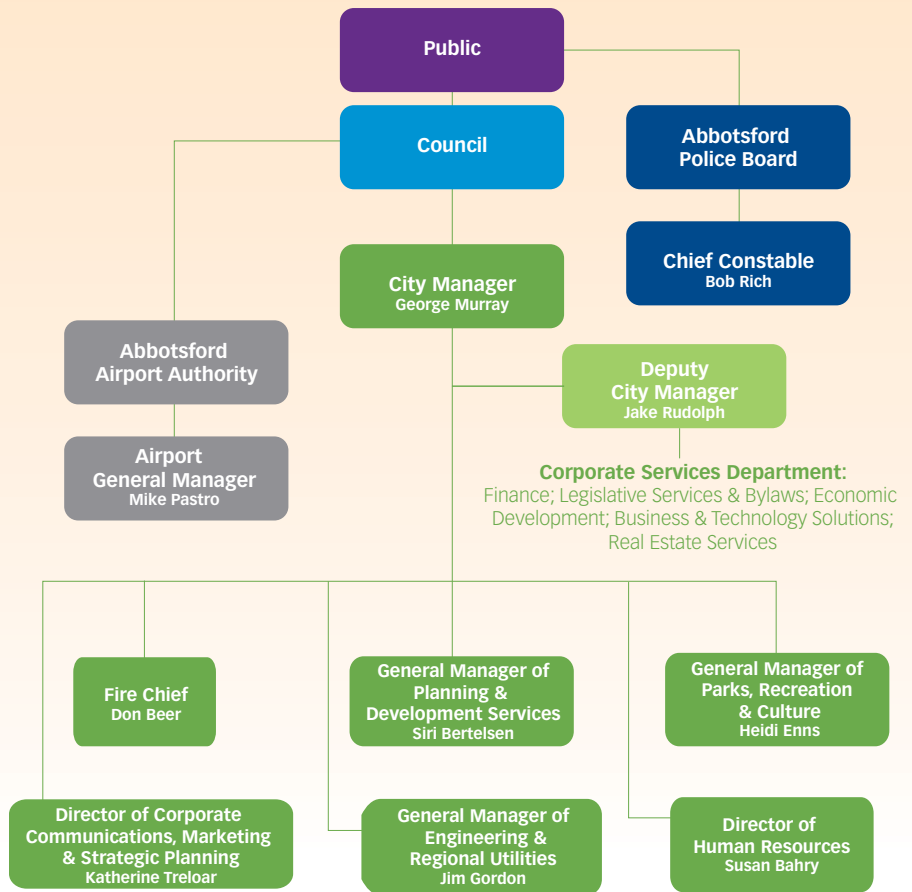 Public
Council
Abbotsford
Police Board
Chief Constable
Bob Rich
City Manager
George Murray
Abbotsford
Airport Authority
Airport
General Manager
Mike Pastro
Deputy
City Manager
Jake Rudolph
Corporate Services Department:
Finance; Legislative Services & Bylaws; Economic
Development; Business & Technology Solutions;
Real Estate Services
Fire Chief
Don Beer
General Manager of
Planning &
Development Services
Siri Bertelsen
General Manager of
Parks, Recreation
& Culture
Heidi Enns
Director of Corporate
Communications, Marketing
& Strategic Planning
Katherine Treloar
General Manager of
Engineering &
Regional Utilities
Jim Gordon
Director of
Human Resources
Susan Bahry